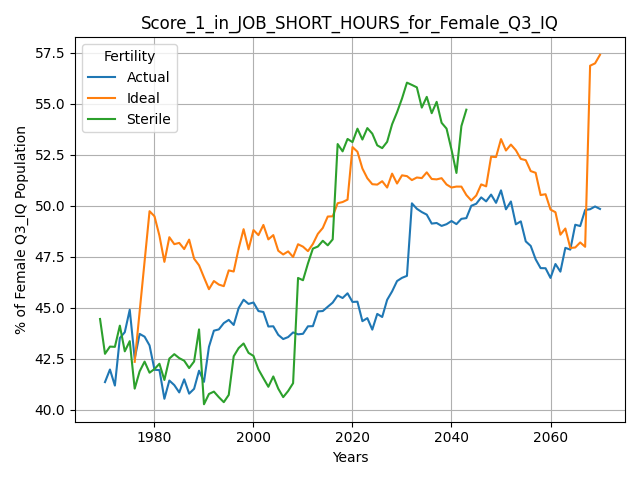 Score_1_in_JOB_SHORT_HOURS_for_Female_Q3_IQ
Fertility
Actual
Ideal
Sterile
% of Female Q3_IQ Population
57.5
55.0
52.5
50.0
47.5
45.0
42.5
40.0
1980
2000
2020
2040
2060
Years